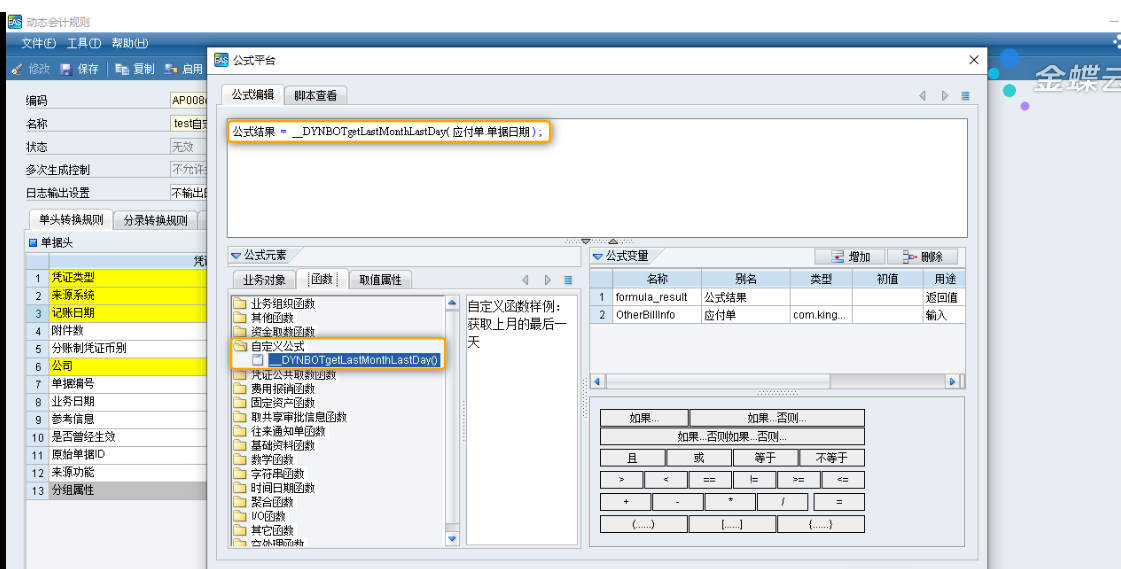 动态会计规则
文件(F) 工具(T) 帮助(H)
修改 保存 复制 启用
金蝶云
公式平台
公式编辑 脚本查看
公式结果 = __DYNBOTgetLastMonthLastDay( 应付单.单据日期 );
编码 AP008
名称 test自
状态 无效
多次生成控制 不允许
日志输出设置 不输出
单头转换规则 分录转换规则
单据头
1 凭证类型
2 来源系统
3 记账日期
4 附件数
5 分账制凭证币别
6 公司
7 单据编号
8 业务日期
9 参考信息
10 是否曾经生效
11 原始单据ID
12 来源功能
13 分组属性
公式元素
业务对象 函数 取值属性
业务组织函数
其他函数
资金取数函数
自定义公式
__DYNBOTgetLastMonthLastDay()
凭证公共取数函数
费用报销函数
固定资产函数
取共享审批信息函数
往来通知单函数
基础资料函数
数学函数
字符串函数
时间日期函数
聚合函数
I/O函数
其它函数
自定义函数样例:
获取上月的最后一
天
公式变量 增加 删除
名称 别名 类型 初值 用途
1 formula_result 公式结果 返回值
2 OtherBillInfo 应付单 com.king... 输入
如果... 如果...否则...
如果...否则如果...否则...
且 或 等于 不等于
> < == != >= <=
+ - * / =
(......) [......] {......}